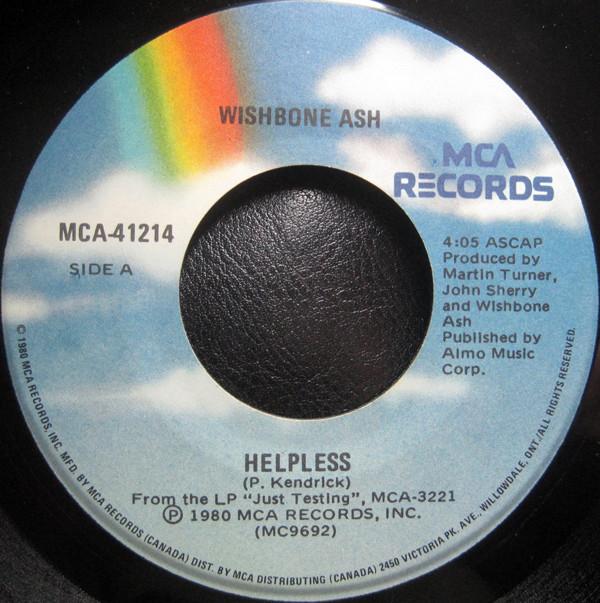 WISHBONE ASH
MCA
RECORDS
MCA-41214
SIDE A
4:05 ASCAP
Produced by
Martin Turner,
John Sherry
and Wishbone
Ash
Published by
Almo Music
Corp.
HELPLESS
(P. Kendrick)
From the LP "Just Testing", MCA-3221
Ⓟ 1980 MCA RECORDS, INC.
(MC9692)
© 1980 MCA RECORDS, INC. MFD. BY MCA RECORDS (CANADA) DIST. BY MCA DISTRIBUTING (CANADA) 2450 VICTORIA PK. AVE., WILLOWDALE, ONT./ALL RIGHTS RESERVED.